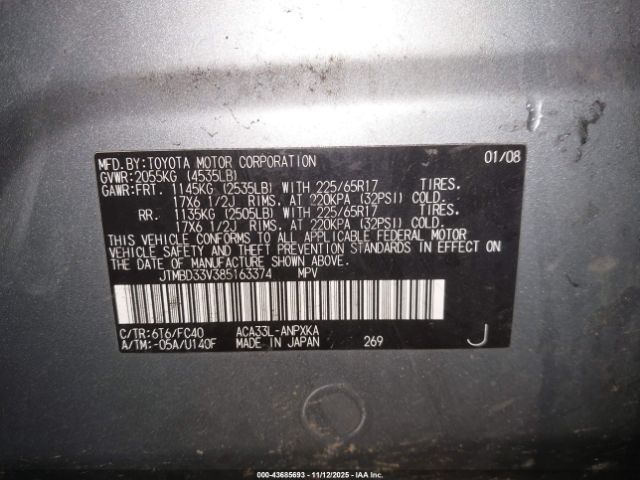 MFD.BY:TOYOTA MOTOR CORPORATION 01/08
GVWR:2055KG (4535LB)
GAWR:FRT. 1145KG (2535LB) WITH 225/65R17 TIRES.
17X6 1/2J RIMS. AT 220KPA (32PSI) COLD.
RR. 1135KG (2505LB) WITH 225/65R17 TIRES.
17X6 1/2J RIMS. AT 220KPA (32PSI) COLD.
THIS VEHICLE CONFORMS TO ALL APPLICABLE FEDERAL MOTOR
VEHICLE SAFETY AND THEFT PREVENTION STANDARDS IN EFFECT
ON THE DATE OF MANUFACTURE SHOWN ABOVE.
JTMBD33V385163374 MPV
C/TR:6T6/FC40 ACA33L-ANPXKA
A/TM:-05A/U140F MADE IN JAPAN 269 J
000-43685693 - 11/12/2025 - IAA Inc.